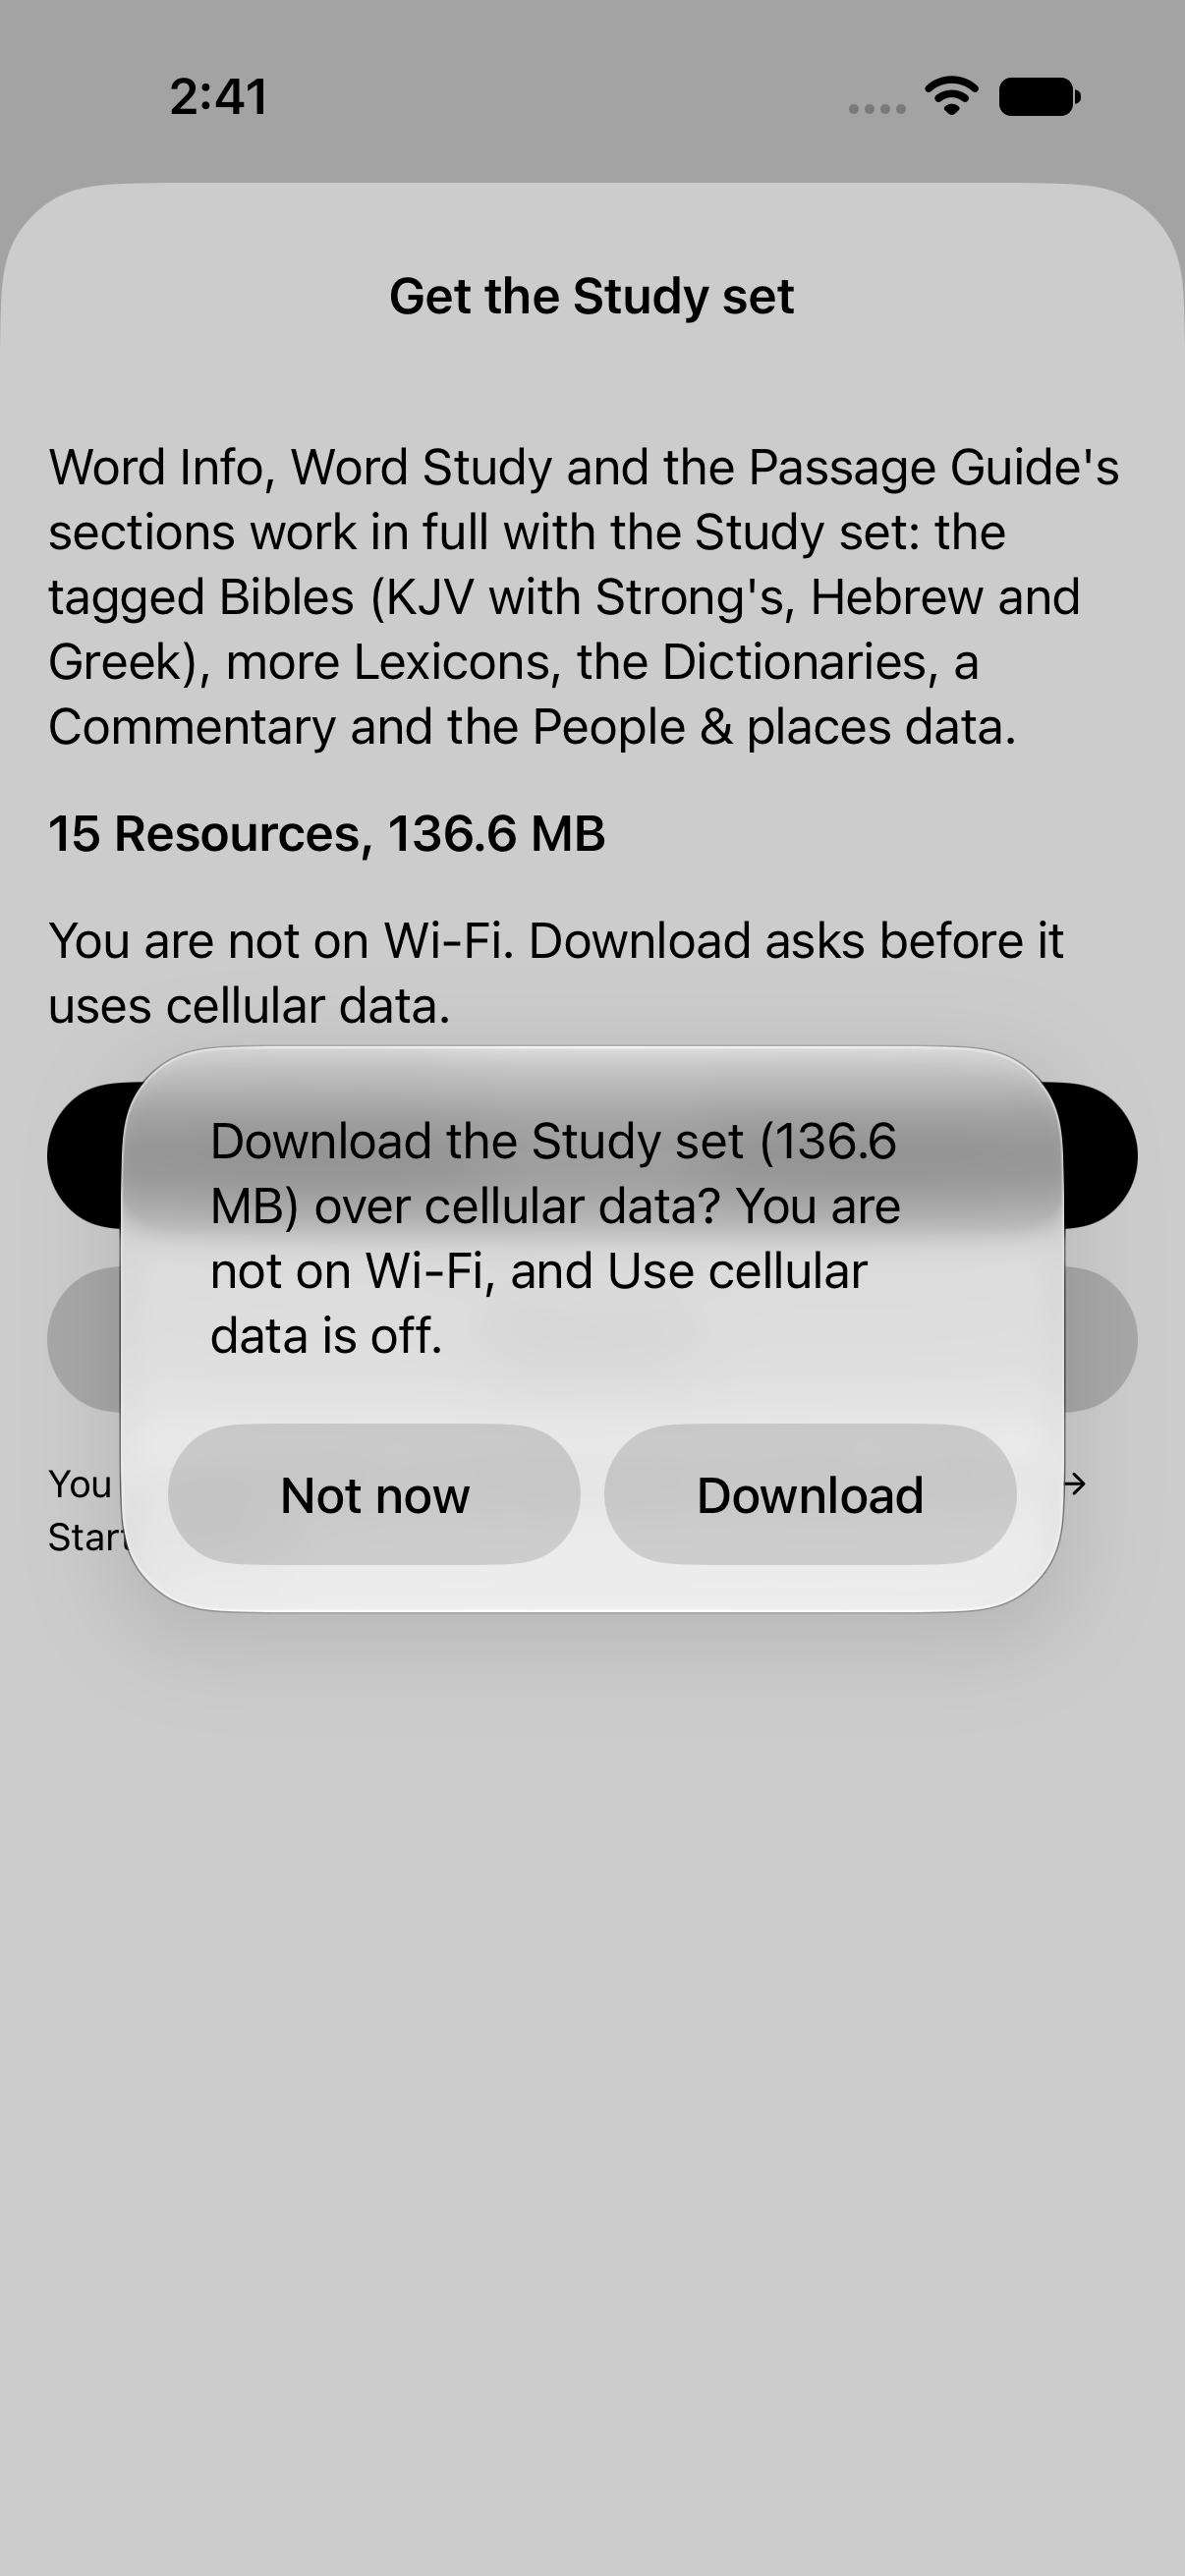 2:41
Get the Study set
Word Info, Word Study and the Passage Guide's
sections work in full with the Study set: the
tagged Bibles (KJV with Strong's, Hebrew and
Greek), more Lexicons, the Dictionaries, a
Commentary and the People & places data.
15 Resources, 136.6 MB
You are not on Wi-Fi. Download asks before it
uses cellular data.
Download the Study set (136.6
MB) over cellular data? You are
not on Wi-Fi, and Use cellular
data is off.
Not now Download
You →